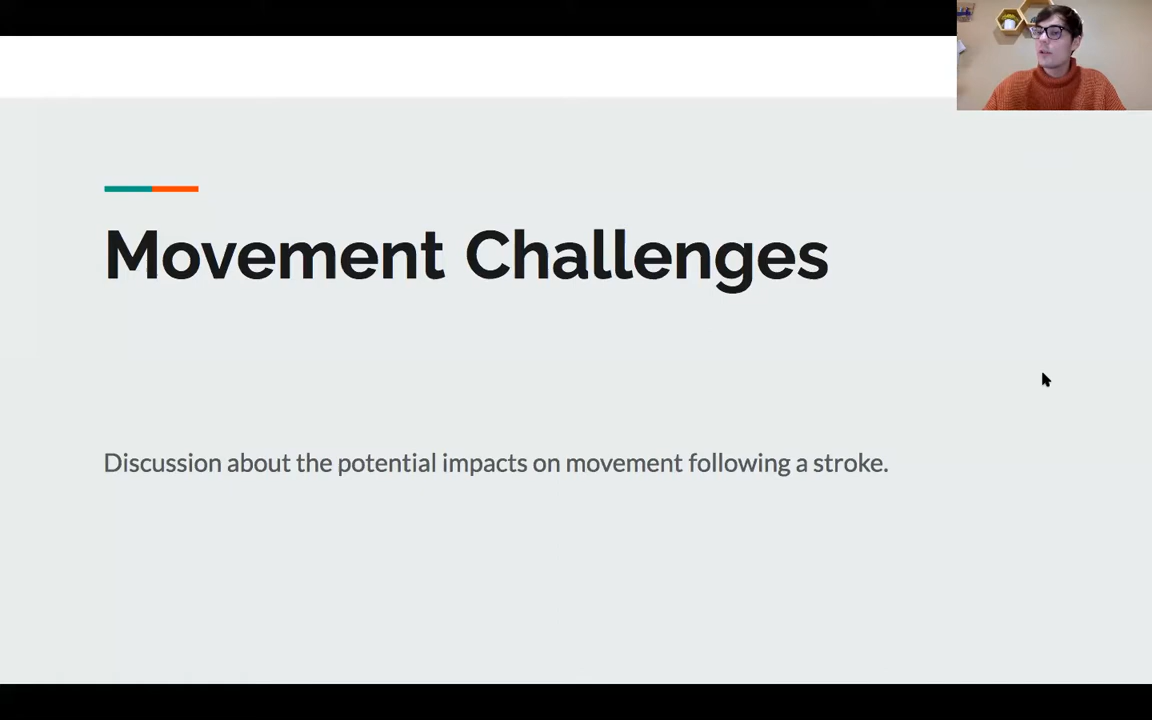 Movement Challenges
Discussion about the potential impacts on movement following a stroke.